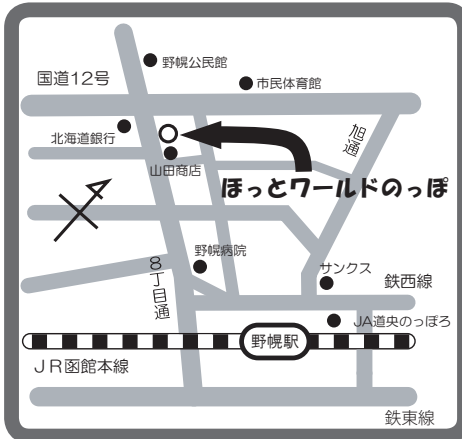 野幌公民館
国道12号
市民体育館
北海道銀行
旭通
山田商店
ほっとワールドのっぽ
野幌病院
8丁目通
サンクス
鉄西線
JA道央のっぽろ
野幌駅
JR函館本線
鉄東線